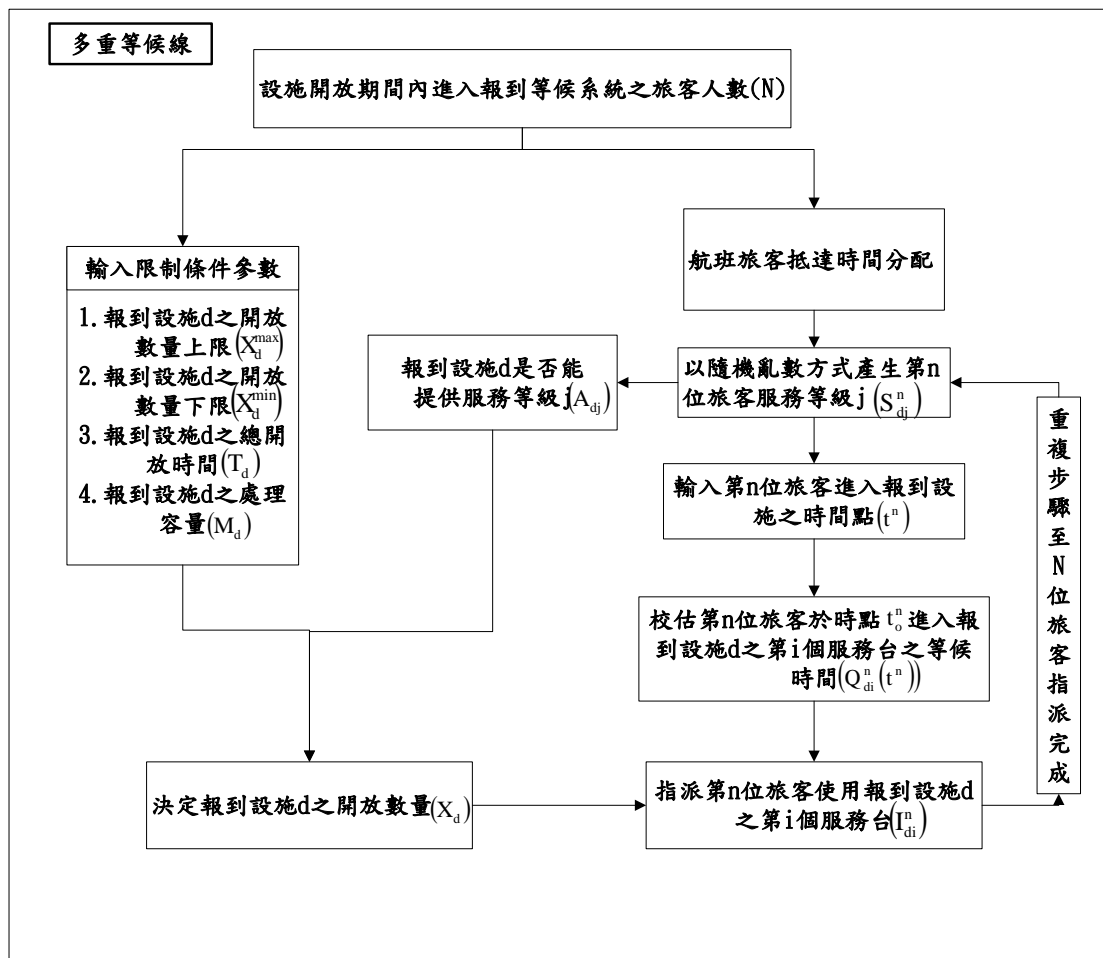 多重等候線
設施開放期間內進入報到等候系統之旅客人數(N)
輸入限制條件參數
1.報到設施d之開放
數量上限(X_d^max)
2.報到設施d之開放
數量下限(X_d^min)
3.報到設施d之總開
放時間(T_d)
4.報到設施d之處理
容量(M_d)
航班旅客抵達時間分配
報到設施d是否能
提供服務等級j(A_dj)
以隨機亂數方式產生第n
位旅客服務等級j(S_dj^n)
輸入第n位旅客進入報到設
施之時間點(t^n)
校估第n位旅客於時點t_o^n進入報
到設施d之第i個服務台之等候
時間(Q_di^n(t^n))
決定報到設施d之開放數量(X_d)
指派第n位旅客使用報到設施d
之第i個服務台(I_di^n)
重複步驟至N位旅客指派完成